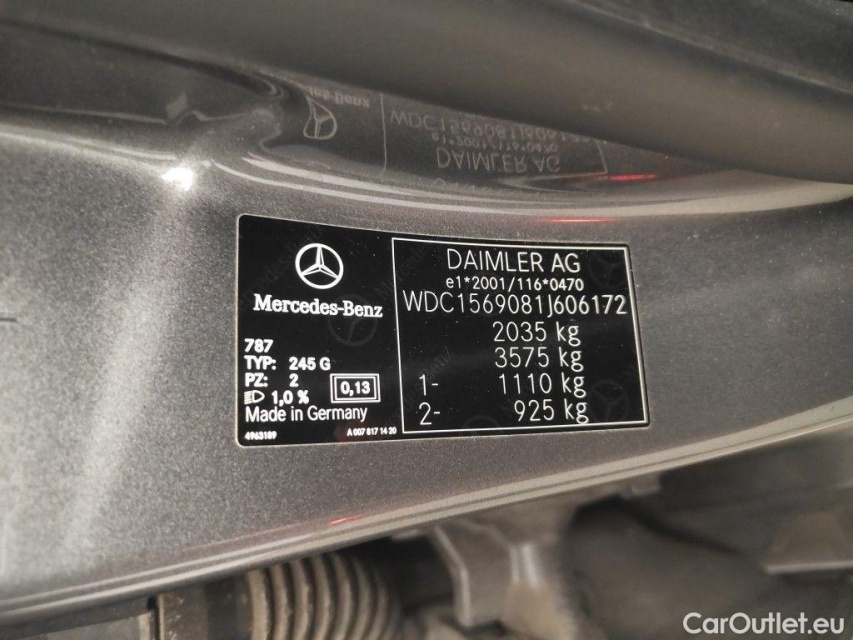 Mercedes-Benz
787
TYP: 245 G
PZ: 2
1,0 %
0,13
Made in Germany
4963189
A 007 817 14 20
DAIMLER AG
e1*2001/116*0470
WDC1569081J606172
2035 kg
3575 kg
1- 1110 kg
2- 925 kg
CarOutlet.eu